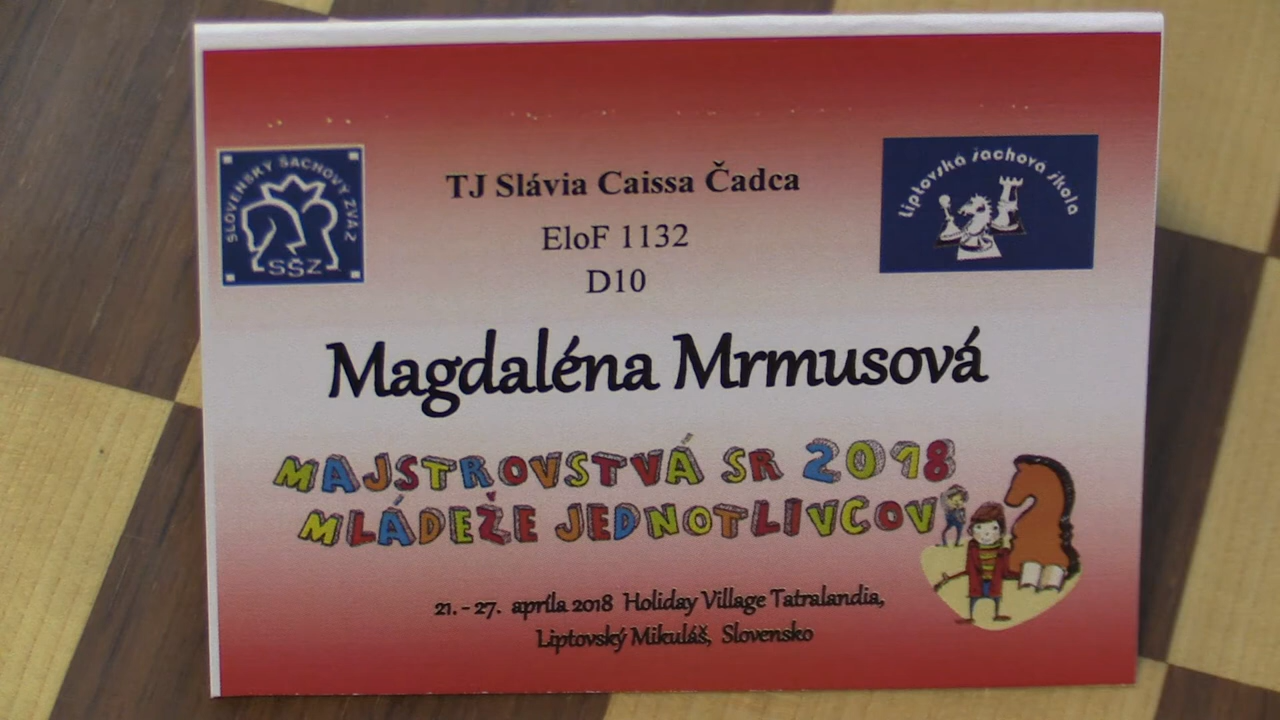 SLOVENSKÝ ŠACHOVÝ ZVÄZ
SŠZ
TJ Slávia Caissa Čadca
EloF 1132
D10
Liptovská šachová škola
Magdaléna Mrmusová
MAJSTROVSTVÁ SR 2018
MLÁDEŽE JEDNOTLIVCOV
21. - 27. apríla 2018 Holiday Village Tatralandia,
Liptovský Mikuláš, Slovensko